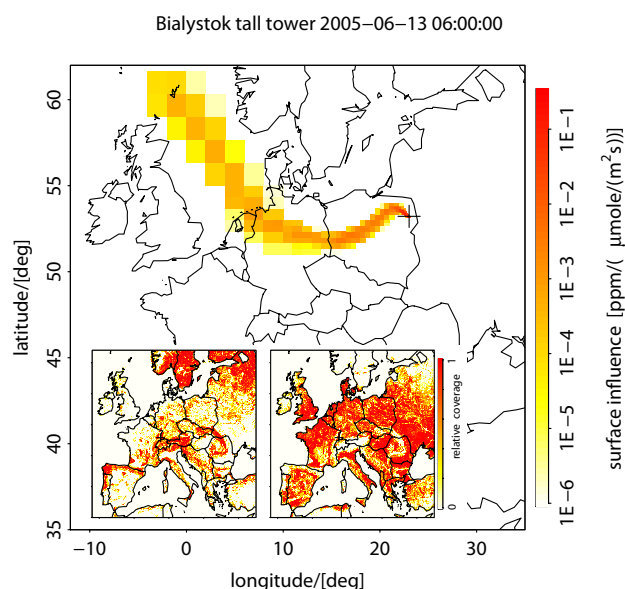 Bialystok tall tower 2005−06−13 06:00:00
latitude/[deg]
60
55
50
45
40
35
−10
0
10
20
30
longitude/[deg]
relative coverage
1
0
1E−1
1E−2
1E−3
1E−4
1E−5
1E−6
surface influence [ppm/( μmole/(m²s))]